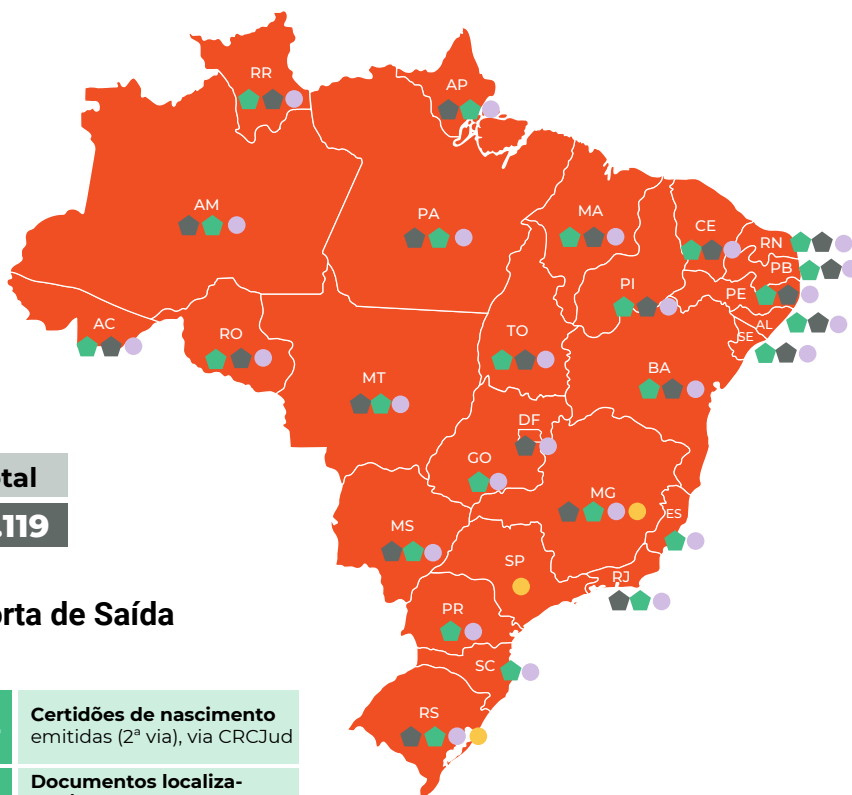 RR
AP
AM
PA
MA
CE
RN
PB
PI
PE
AC
RO
TO
AL
SE
MT
BA
DF
GO
otal
MG
.119
ES
MS
SP
RJ
orta de Saída
PR
SC
Certidões de nascimento
emitidas (2ª via), via CRCJud
RS
Documentos localiza-